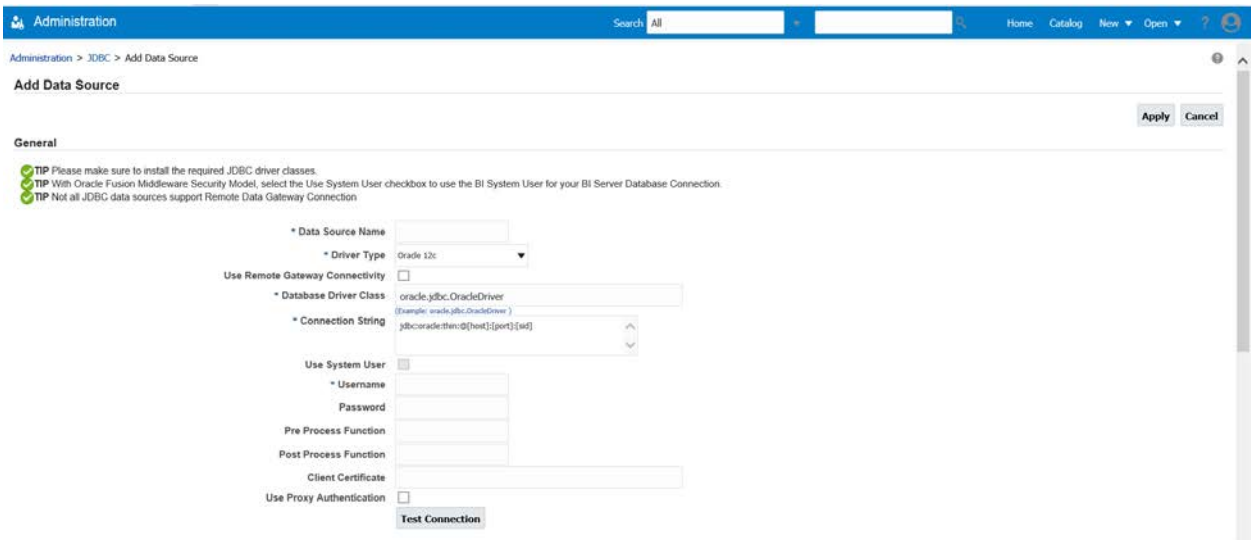 Administration
Search All
Home Catalog New Open ?
Administration > JDBC > Add Data Source
Add Data Source
Apply Cancel
General
TIP Please make sure to install the required JDBC driver classes.
TIP With Oracle Fusion Middleware Security Model, select the Use System User checkbox to use the BI System User for your BI Server Database Connection.
TIP Not all JDBC data sources support Remote Data Gateway Connection
* Data Source Name
* Driver Type Oracle 12c
Use Remote Gateway Connectivity
* Database Driver Class oracle.jdbc.OracleDriver
(Example: oracle.jdbc.OracleDriver )
* Connection String jdbc:oracle:thin:@[host]:[port]:[sid]
Use System User
* Username
Password
Pre Process Function
Post Process Function
Client Certificate
Use Proxy Authentication
Test Connection